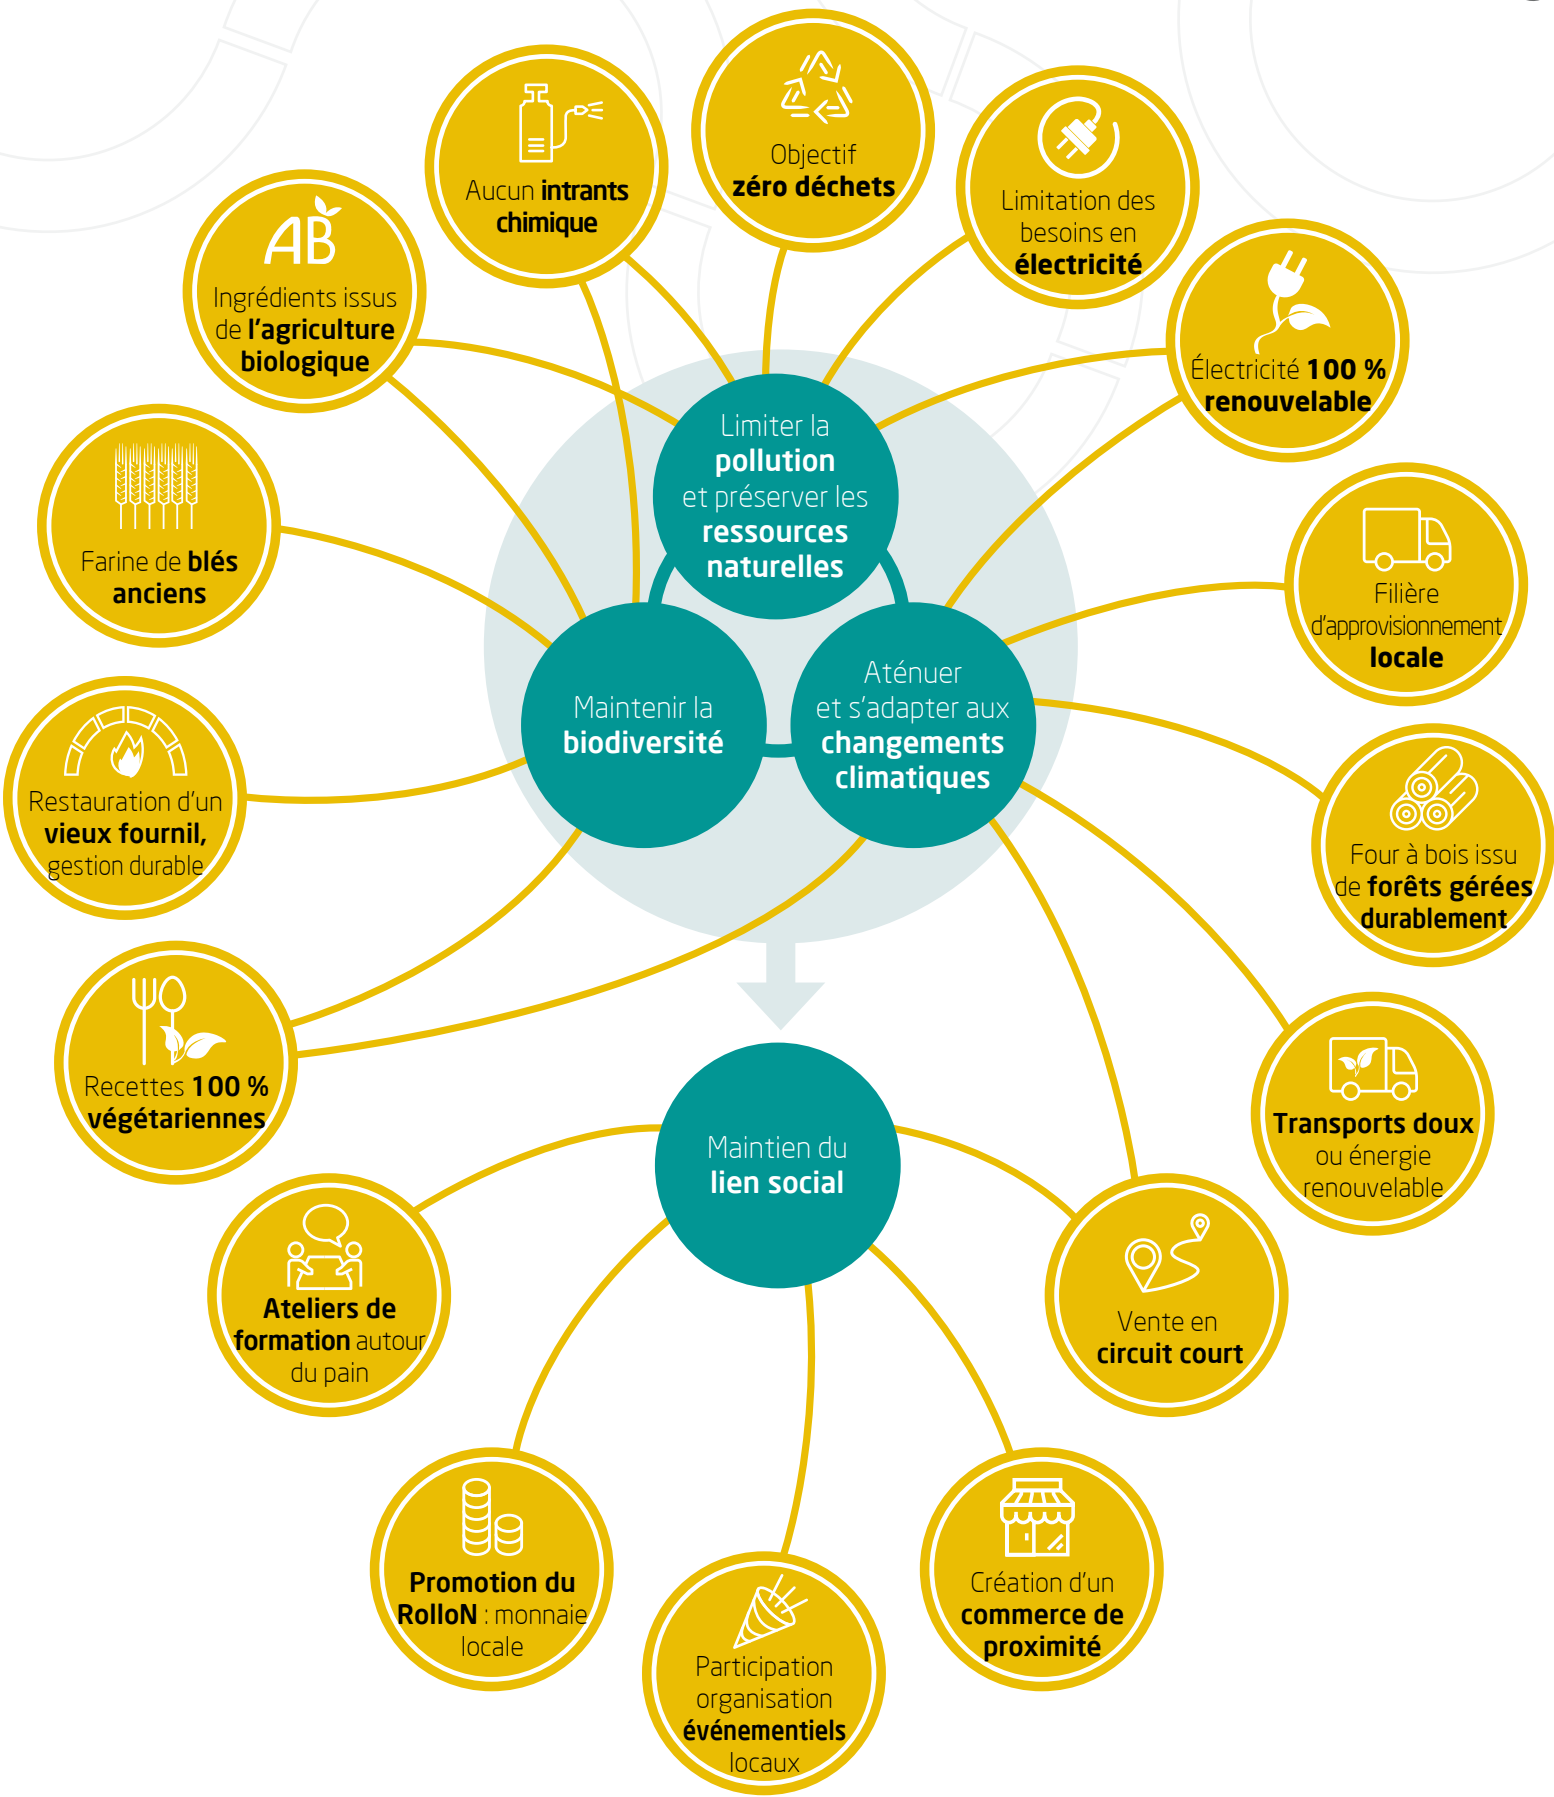 Objectif
zéro déchets
Aucun intrants
chimique
Limitation des
besoins en
électricité
AB
Ingrédients issus
de l'agriculture
biologique
Électricité 100 %
renouvelable
Limiter la
pollution
et préserver les
ressources
naturelles
Farine de blés
anciens
Filière
d'approvisionnement
locale
Maintenir la
biodiversité
Aténuer
et s'adapter aux
changements
climatiques
Restauration d'un
vieux fournil,
gestion durable
Four à bois issu
de forêts gérées
durablement
Recettes 100 %
végétariennes
Transports doux
ou énergie
renouvelable
Maintien du
lien social
Ateliers de
formation autour
du pain
Vente en
circuit court
Promotion du
RolloN : monnaie
locale
Création d'un
commerce de
proximité
Participation
organisation
événementiels
locaux